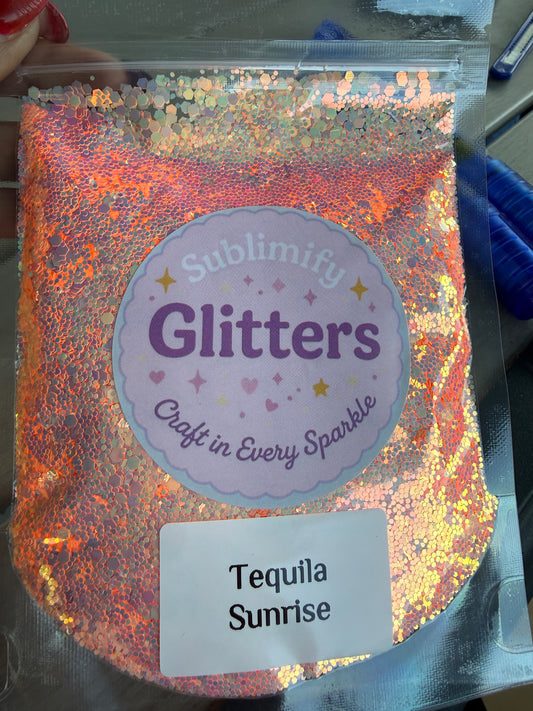 Sublimify
Glitters
Craft in Every Sparkle
Tequila
Sunrise